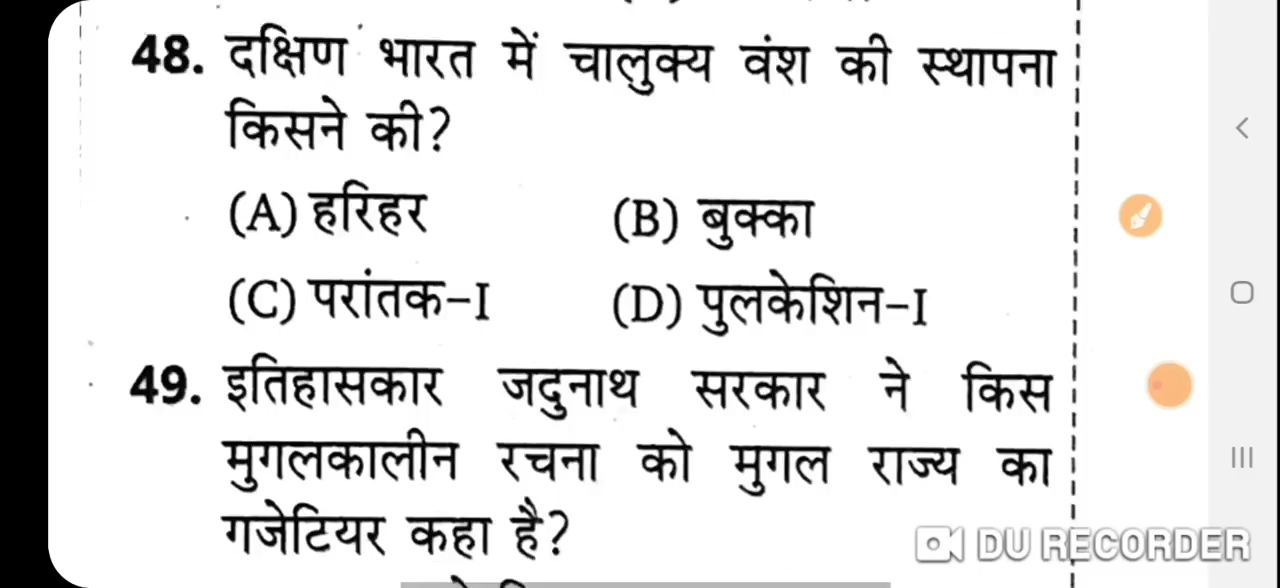 48. दक्षिण भारत में चालुक्य वंश की स्थापना
किसने की?
(A) हरिहर (B) बुक्का
(C) परांतक-I (D) पुलकेशिन-I
49. इतिहासकार जदुनाथ सरकार ने किस
मुगलकालीन रचना को मुगल राज्य का
गजेटियर कहा है?
DU RECORDER